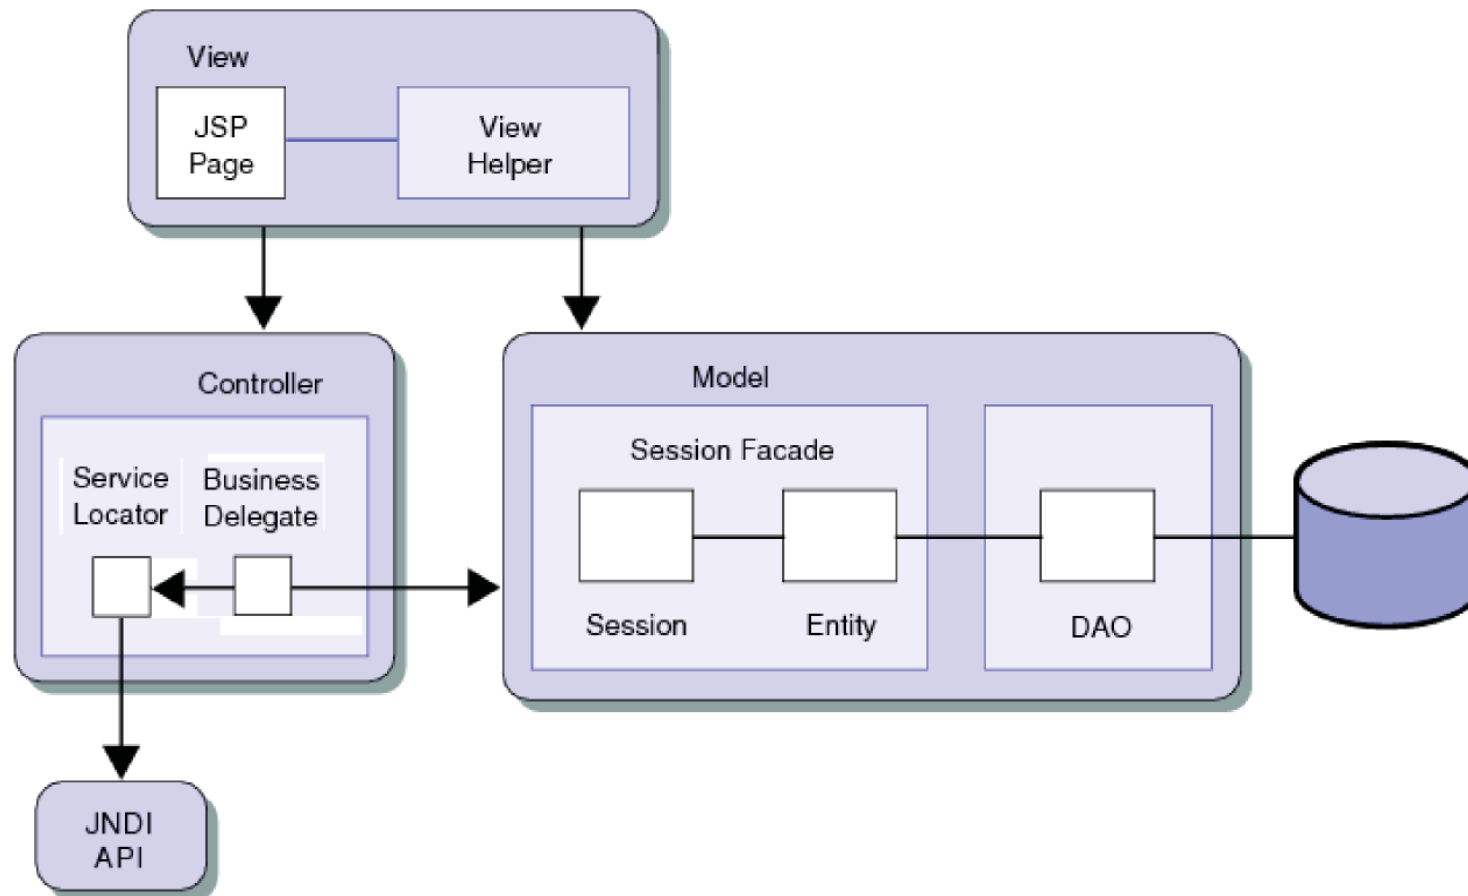 View
JSP
Page
View
Helper
Controller
Service
Locator
Business
Delegate
Model
Session Facade
Session
Entity
DAO
JNDI
API